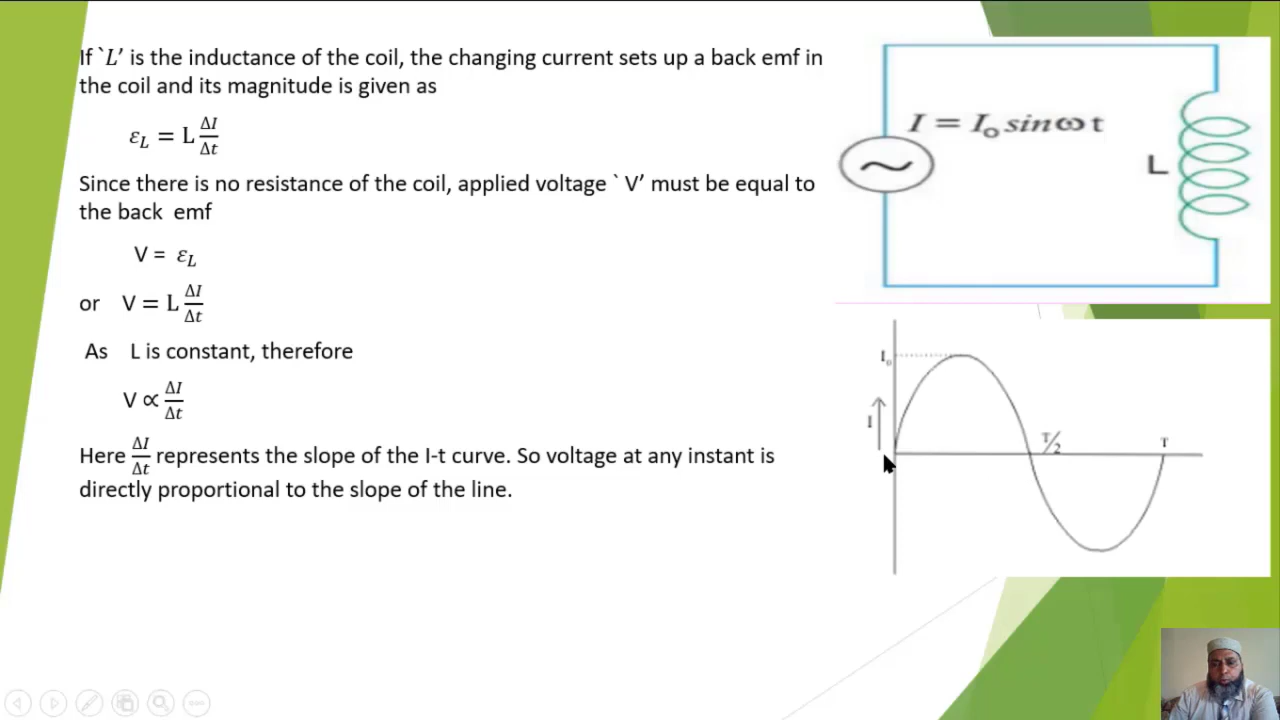 If `L’ is the inductance of the coil, the changing current sets up a back emf in
the coil and its magnitude is given as
ε_L = L ΔI/Δt
Since there is no resistance of the coil, applied voltage ` V’ must be equal to
the back emf
V = ε_L
or V = L ΔI/Δt
As L is constant, therefore
V ∝ ΔI/Δt
Here ΔI/Δt represents the slope of the I-t curve. So voltage at any instant is
directly proportional to the slope of the line.
I = I₀ sinωt
L
I₀
I
T/2
T